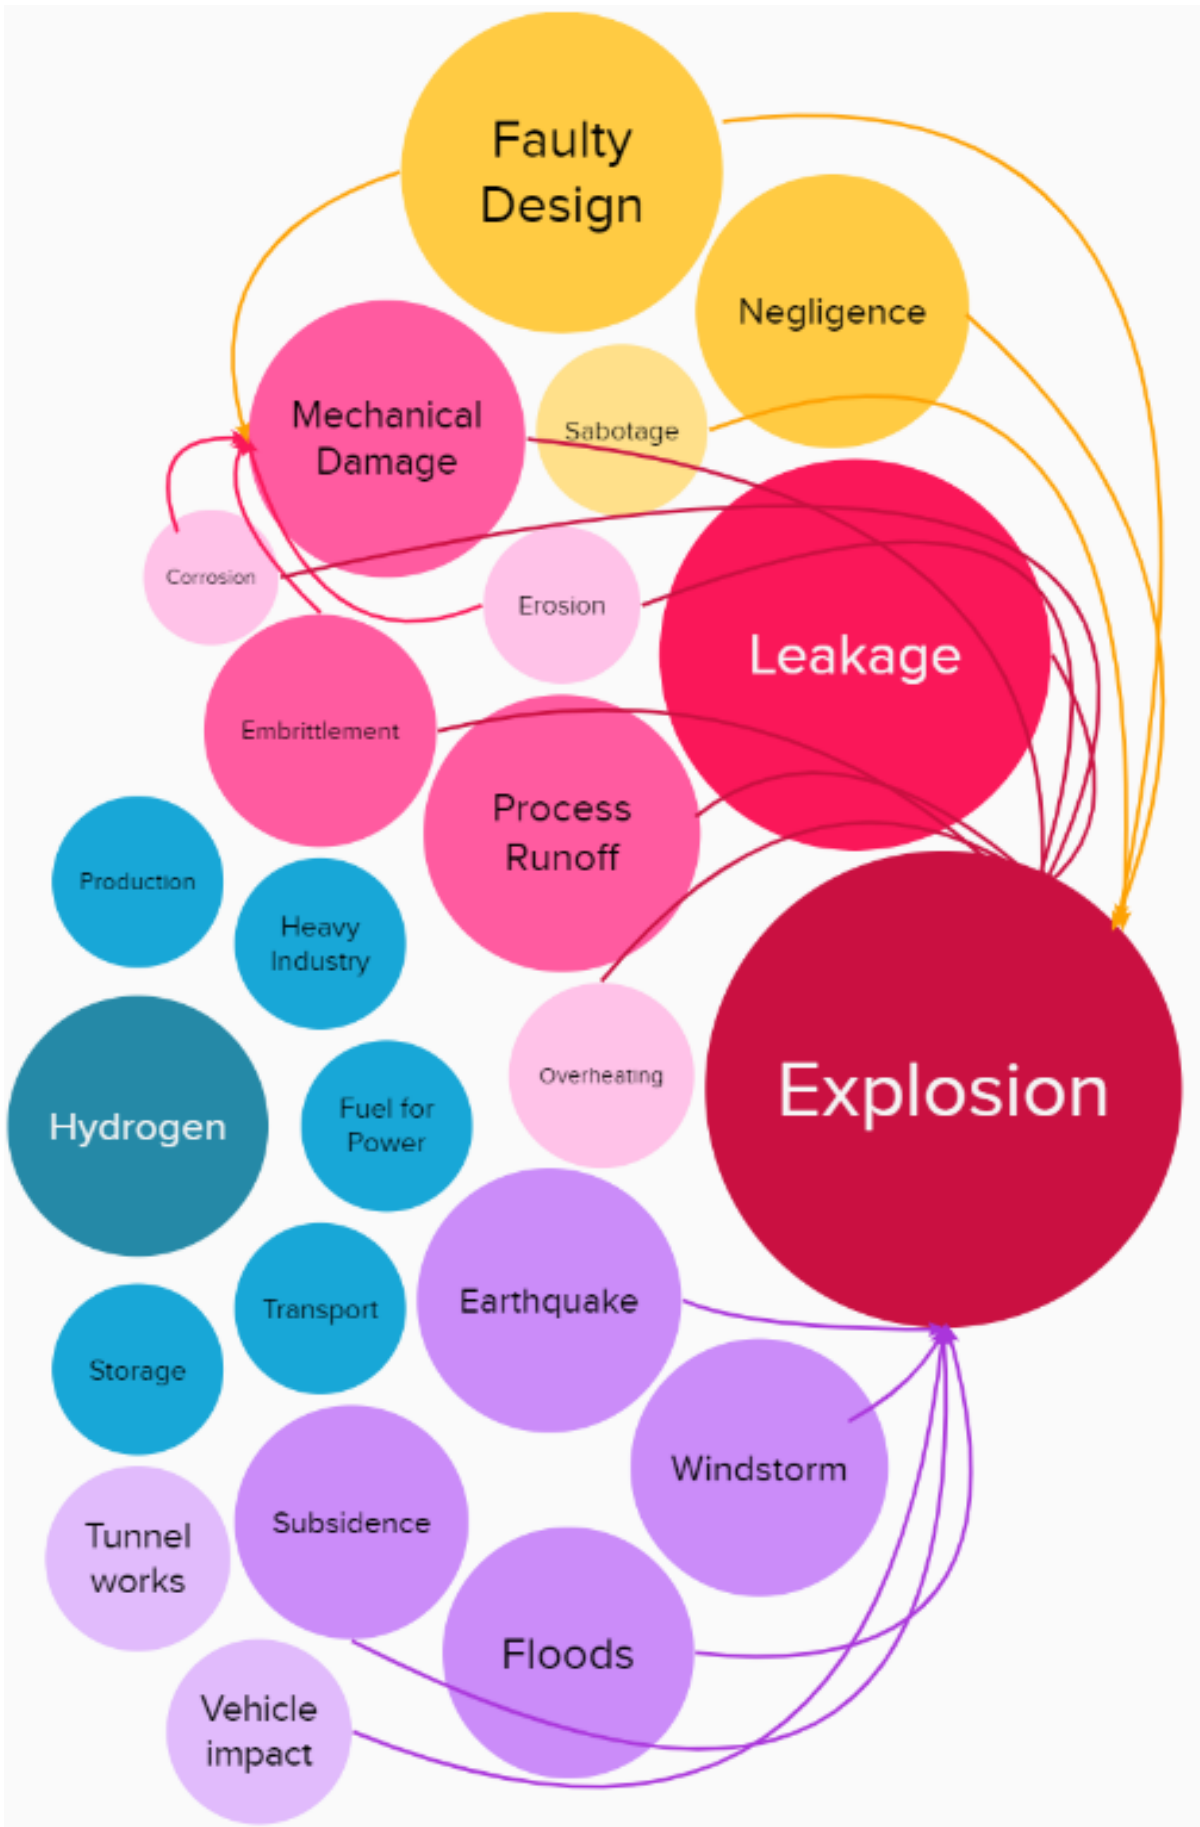 Faulty
Design
Negligence
Mechanical
Damage
Sabotage
Corrosion
Erosion
Leakage
Embrittlement
Process
Runoff
Production
Heavy
Industry
Overheating
Explosion
Hydrogen
Fuel for
Power
Earthquake
Transport
Storage
Windstorm
Subsidence
Tunnel
works
Floods
Vehicle
impact